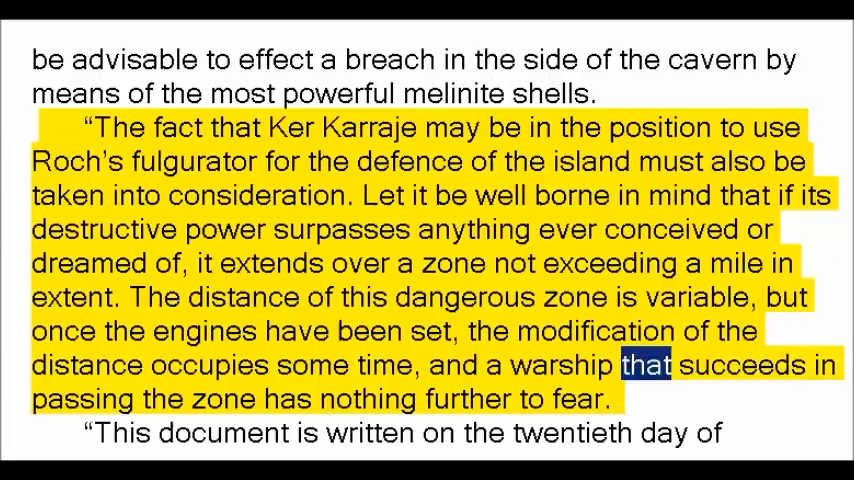 be advisable to effect a breach in the side of the cavern by
means of the most powerful melinite shells.
“The fact that Ker Karraje may be in the position to use
Roch’s fulgurator for the defence of the island must also be
taken into consideration. Let it be well borne in mind that if its
destructive power surpasses anything ever conceived or
dreamed of, it extends over a zone not exceeding a mile in
extent. The distance of this dangerous zone is variable, but
once the engines have been set, the modification of the
distance occupies some time, and a warship that succeeds in
passing the zone has nothing further to fear.
“This document is written on the twentieth day of